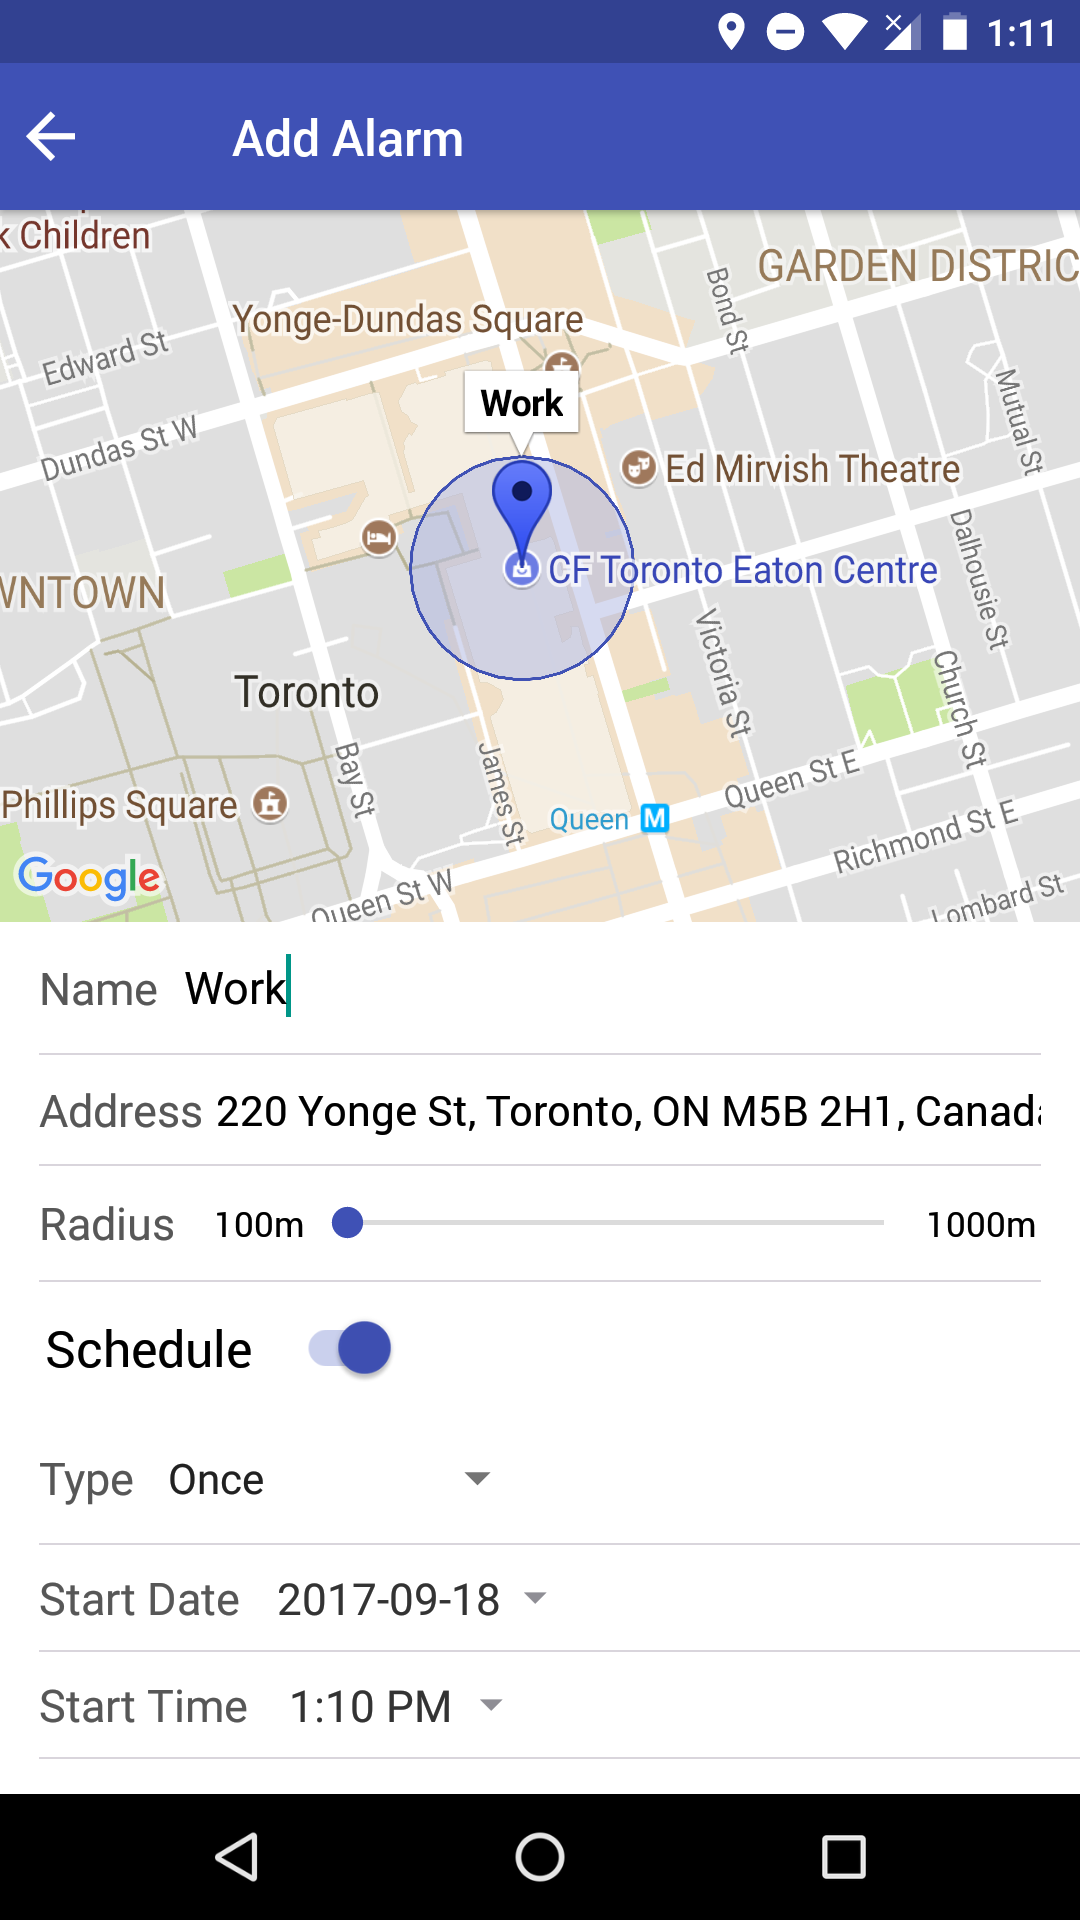 1:11
Add Alarm
k Children
GARDEN DISTRIC
Bond St
Yonge-Dundas Square
Edward St
Mutual St
Work
Dundas St W
Ed Mirvish Theatre
Dalhousie St
CF Toronto Eaton Centre
WNTOWN
Victoria St
Church St
Toronto
Bay St
James St
Queen St E
Phillips Square
Queen M
Richmond St E
Google
Queen St W
Lombard St
Name Work
Address 220 Yonge St, Toronto, ON M5B 2H1, Canada
Radius 100m 1000m
Schedule
Type Once
Start Date 2017-09-18
Start Time 1:10 PM